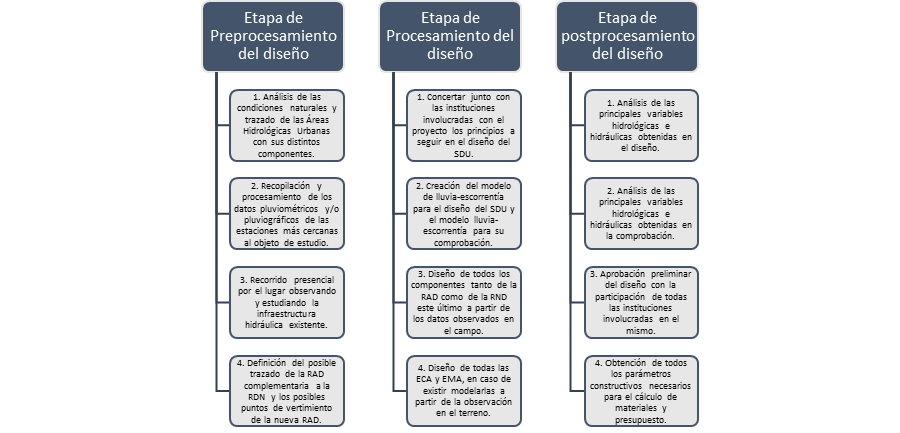 Etapa de
Preprocesamiento
del diseño
1. Análisis de las
condiciones naturales y
trazado de las Áreas
Hidrológicas Urbanas
con sus distintos
componentes.
2. Recopilación y
procesamiento de los
datos pluviométricos y/o
pluviográficos de las
estaciones más cercanas
al objeto de estudio.
3. Recorrido presencial
por el lugar observando
y estudiando la
infraestructura
hidráulica existente.
4. Definición del posible
trazado de la RAD
complementaria a la
RDN y los posibles
puntos de vertimiento
de la nueva RAD.
Etapa de
Procesamiento del
diseño
1. Concertar junto con
las instituciones
involucradas con el
proyecto los principios a
seguir en el diseño del
SDU.
2. Creación del modelo
de lluvia-escorrentía
para el diseño del SDU y
el modelo lluvia-
escorrentía para su
comprobación.
3. Diseño de todos los
componentes tanto de la
RAD como de la RND
este último a partir de
los datos observados en
el campo.
4. Diseño de todas las
ECA y EMA, en caso de
existir modelarlas a
partir de la observación
en el terreno.
Etapa de
postprocesamiento
del diseño
1. Análisis de las
principales variables
hidrológicas e
hidráulicas obtenidas en
el diseño.
2. Análisis de las
principales variables
hidrológicas e
hidráulicas obtenidas en
la comprobación.
3. Aprobación preliminar
del diseño con la
participación de todas
las instituciones
involucradas en el
mismo.
4. Obtención de todos
los parámetros
constructivos necesarios
para el cálculo de
materiales y
presupuesto.